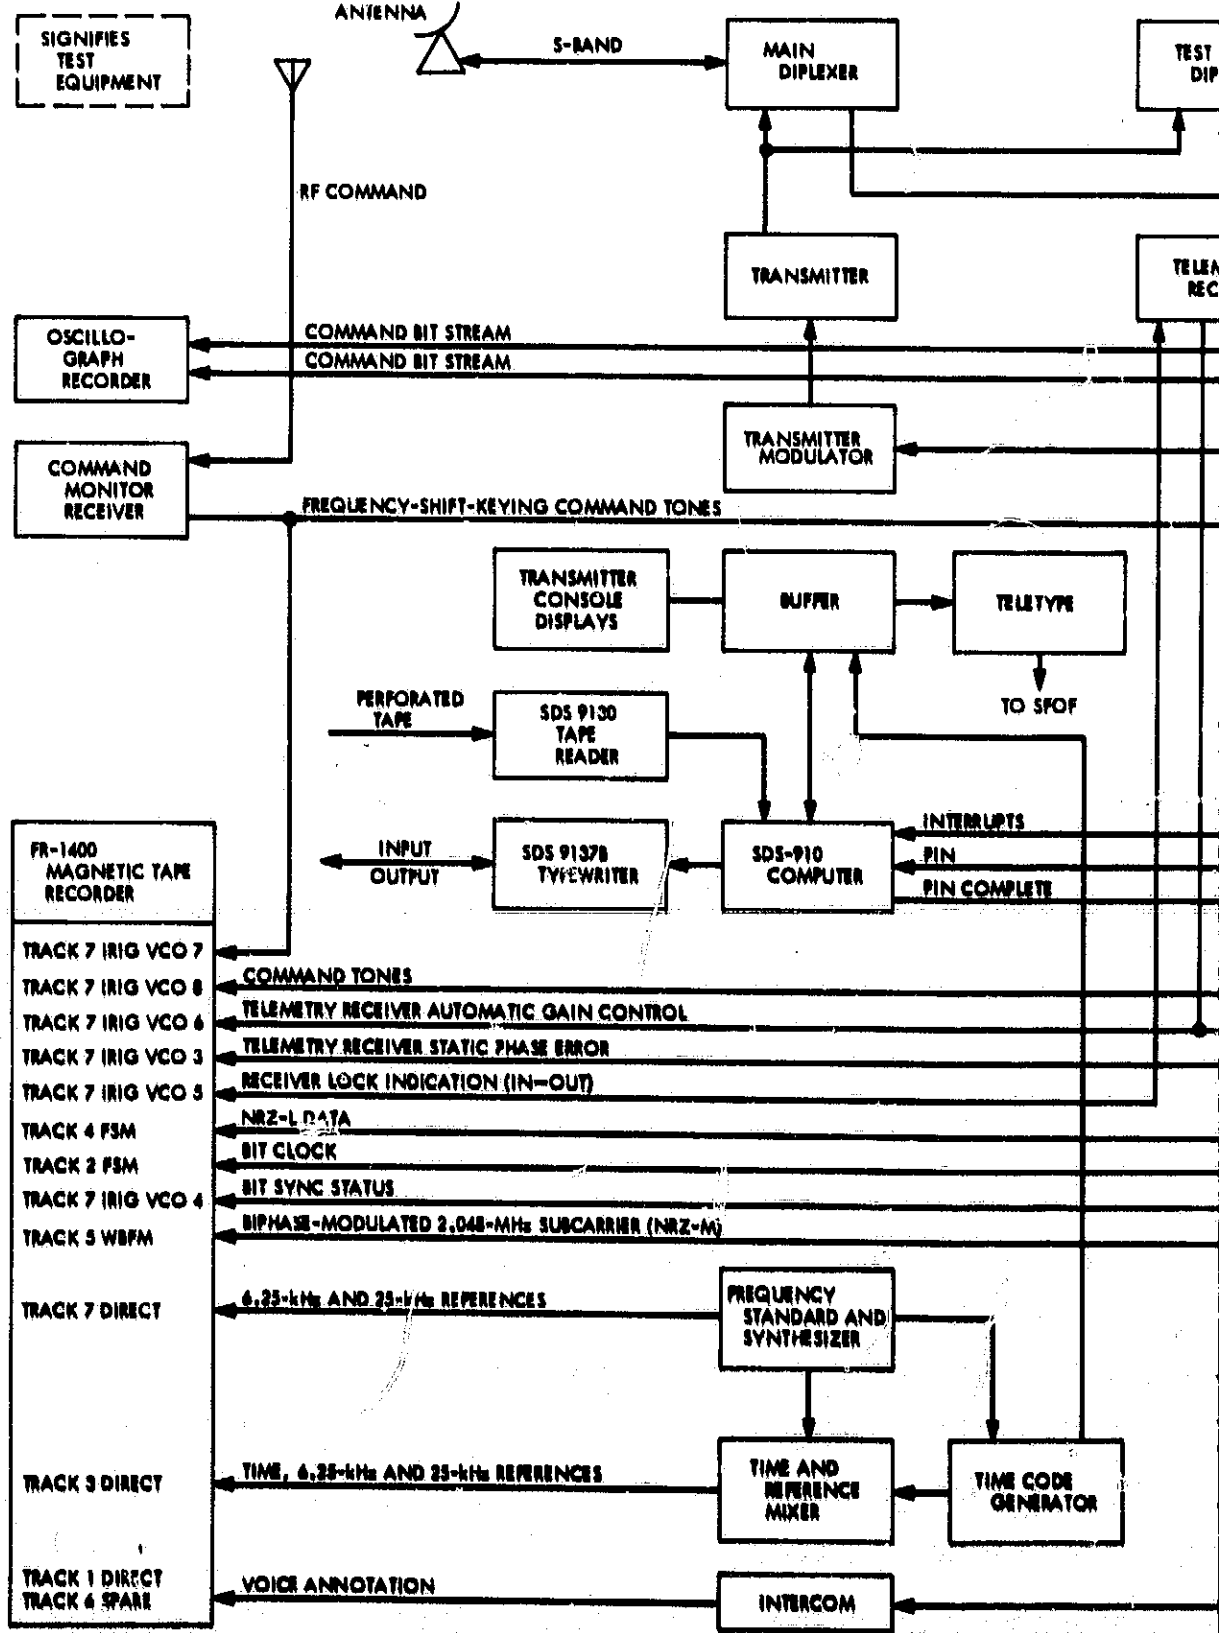 SIGNIFIES
TEST
EQUIPMENT
ANTENNA
S-BAND
MAIN
DIPLEXER
TEST
DIP
RF COMMAND
TRANSMITTER
TELEM
REC
OSCILLO-
GRAPH
RECORDER
COMMAND BIT STREAM
COMMAND BIT STREAM
TRANSMITTER
MODULATOR
COMMAND
MONITOR
RECEIVER
FREQUENCY-SHIFT-KEYING COMMAND TONES
TRANSMITTER
CONSOLE
DISPLAYS
BUFFER
TELETYPE
TO SFOF
PERFORATED
TAPE
SDS 9130
TAPE
READER
INPUT
OUTPUT
SDS 9137B
TYPEWRITER
SDS-910
COMPUTER
INTERRUPTS
PIN
PIN COMPLETE
FR-1400
MAGNETIC TAPE
RECORDER
TRACK 7 IRIG VCO 7
TRACK 7 IRIG VCO 8
COMMAND TONES
TRACK 7 IRIG VCO 6
TELEMETRY RECEIVER AUTOMATIC GAIN CONTROL
TRACK 7 IRIG VCO 3
TELEMETRY RECEIVER STATIC PHASE ERROR
TRACK 7 IRIG VCO 5
RECEIVER LOCK INDICATION (IN-OUT)
TRACK 4 FSM
NRZ-L DATA
TRACK 2 FSM
BIT CLOCK
TRACK 7 IRIG VCO 4
BIT SYNC STATUS
TRACK 5 WBFM
BIPHASE-MODULATED 2.048-MHz SUBCARRIER (NRZ-M)
TRACK 7 DIRECT
6.25-kHz AND 25-kHz REFERENCES
FREQUENCY
STANDARD AND
SYNTHESIZER
TRACK 3 DIRECT
TIME, 6.25-kHz AND 25-kHz REFERENCES
TIME AND
REFERENCE
MIXER
TIME CODE
GENERATOR
TRACK 1 DIRECT
TRACK 6 SPARE
VOICE ANNOTATION
INTERCOM